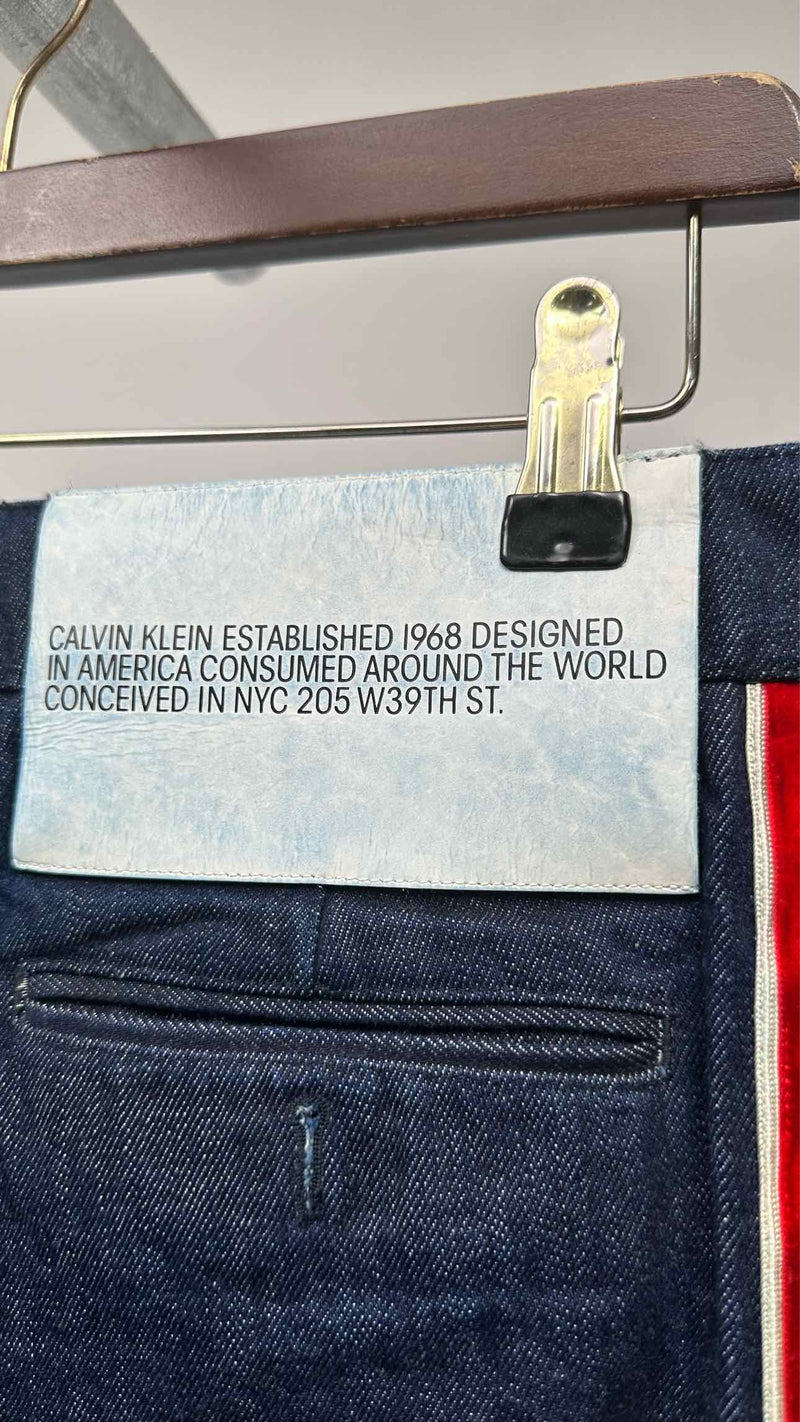 CALVIN KLEIN ESTABLISHED 1968 DESIGNED
IN AMERICA CONSUMED AROUND THE WORLD
CONCEIVED IN NYC 205 W39TH ST.